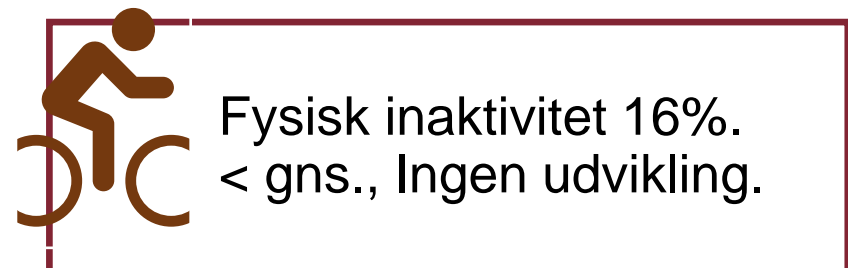 Fysisk inaktivitet 16%.
< gns., Ingen udvikling.